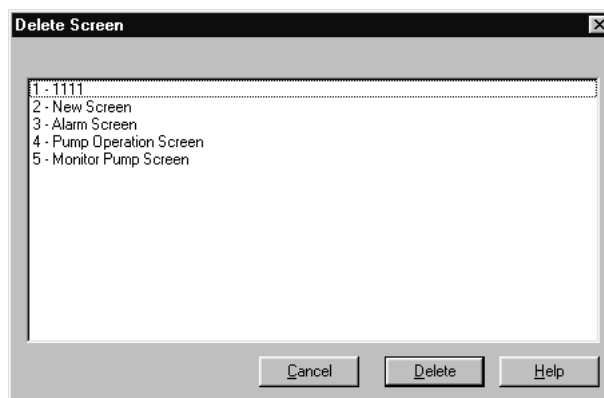 Delete Screen
1 - 1111
2 - New Screen
3 - Alarm Screen
4 - Pump Operation Screen
5 - Monitor Pump Screen
Cancel Delete Help